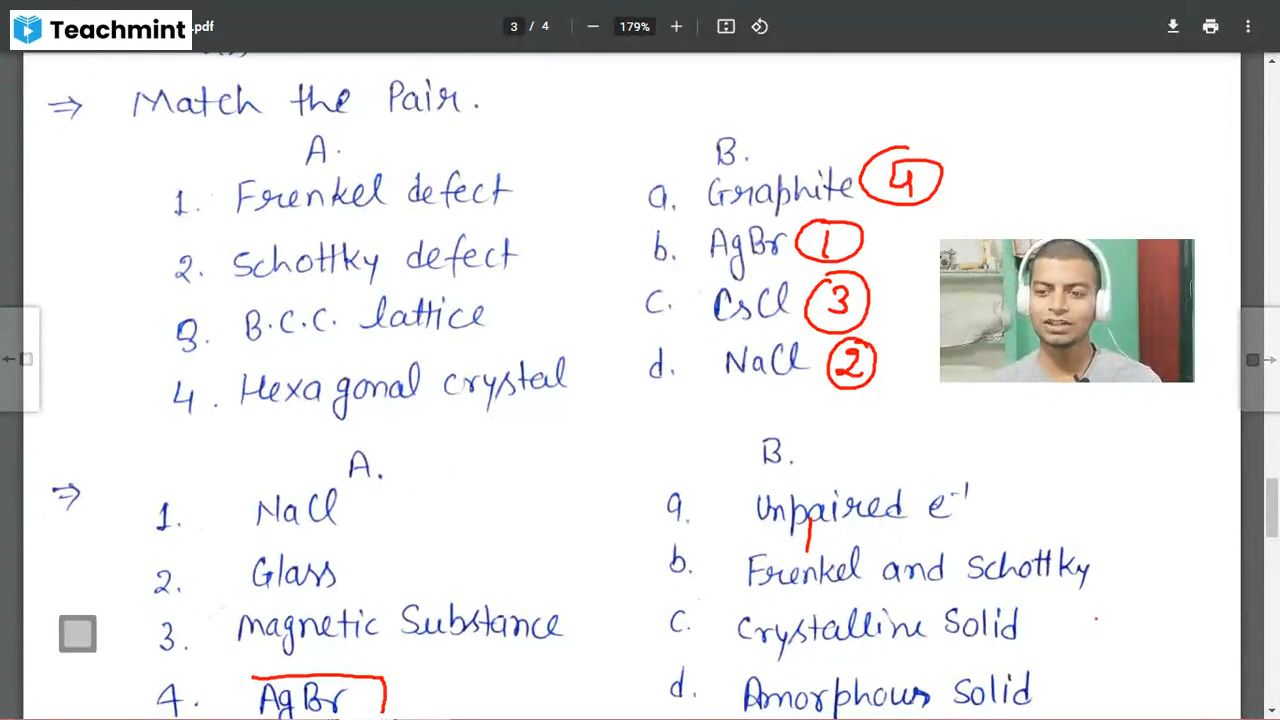 Teachmint
.pdf
3 / 4
179%
⇒ Match the Pair.
A.
B.
1. Frenkel defect
a. Graphite 4
2. Schottky defect
b. AgBr 1
3. B.C.C. lattice
c. CsCl 3
4. Hexagonal crystal
d. NaCl 2
⇒ A.
B.
1. NaCl
a. Unpaired e-1
2. Glass
b. Frenkel and Schottky
3. Magnetic Substance
c. Crystalline Solid
4. AgBr
d. Amorphous Solid